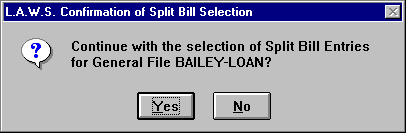 L.A.W.S. Confirmation of Split Bill Selection
Continue with the selection of Split Bill Entries
for General File BAILEY-LOAN?
Yes
No